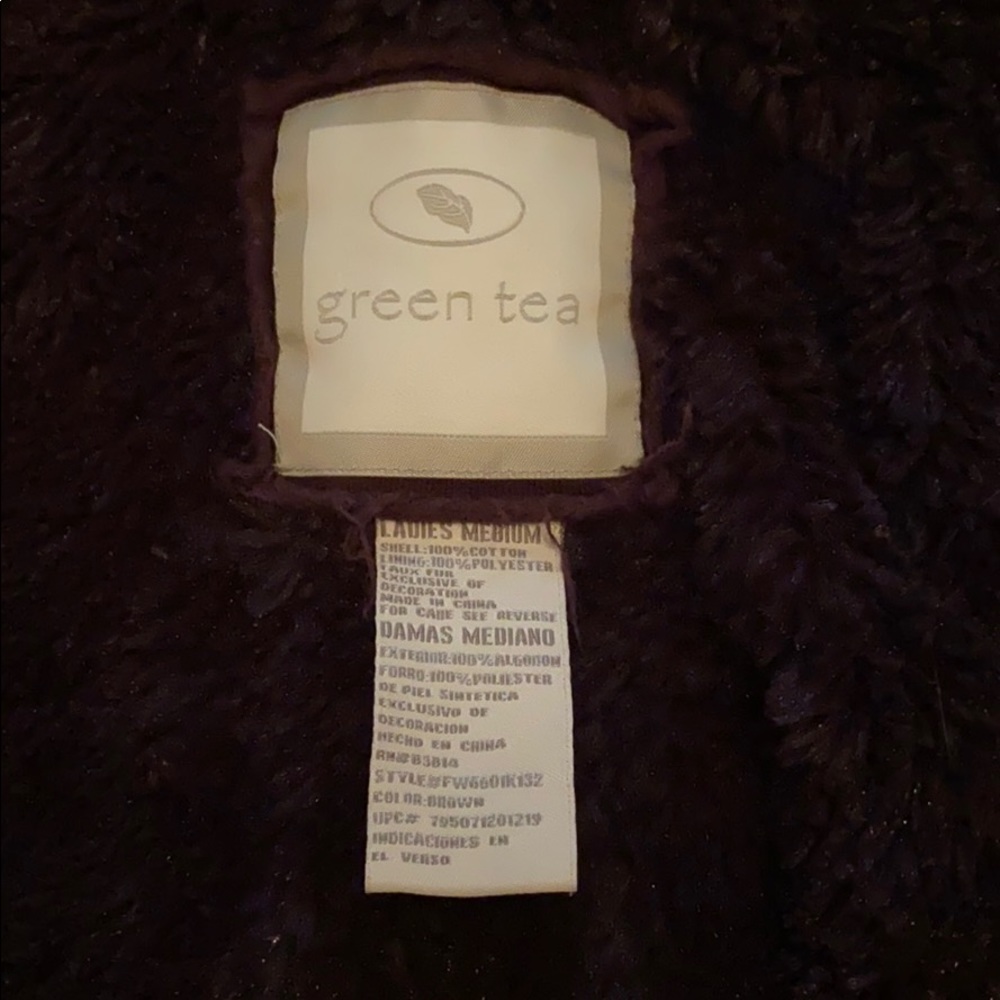 green tea
LADIES MEDIUM
SHELL:100%COTTON
LINING:100%POLYESTER
FAUX FUR
EXCLUSIVE OF
DECORATION
MADE IN CHINA
FOR CARE SEE REVERSE
DAMAS MEDIANO
EXTERIOR:100%ALGODON
FORRO:100%POLIESTER
DE PIEL SINTETICA
EXCLUSIVO DE
DECORACION
HECHO EN CHINA
RN#83814
STYLE#FW6601K132
COLOR:BROWN
UPC# 795071201219
INDICACIONES EN
EL VERSO